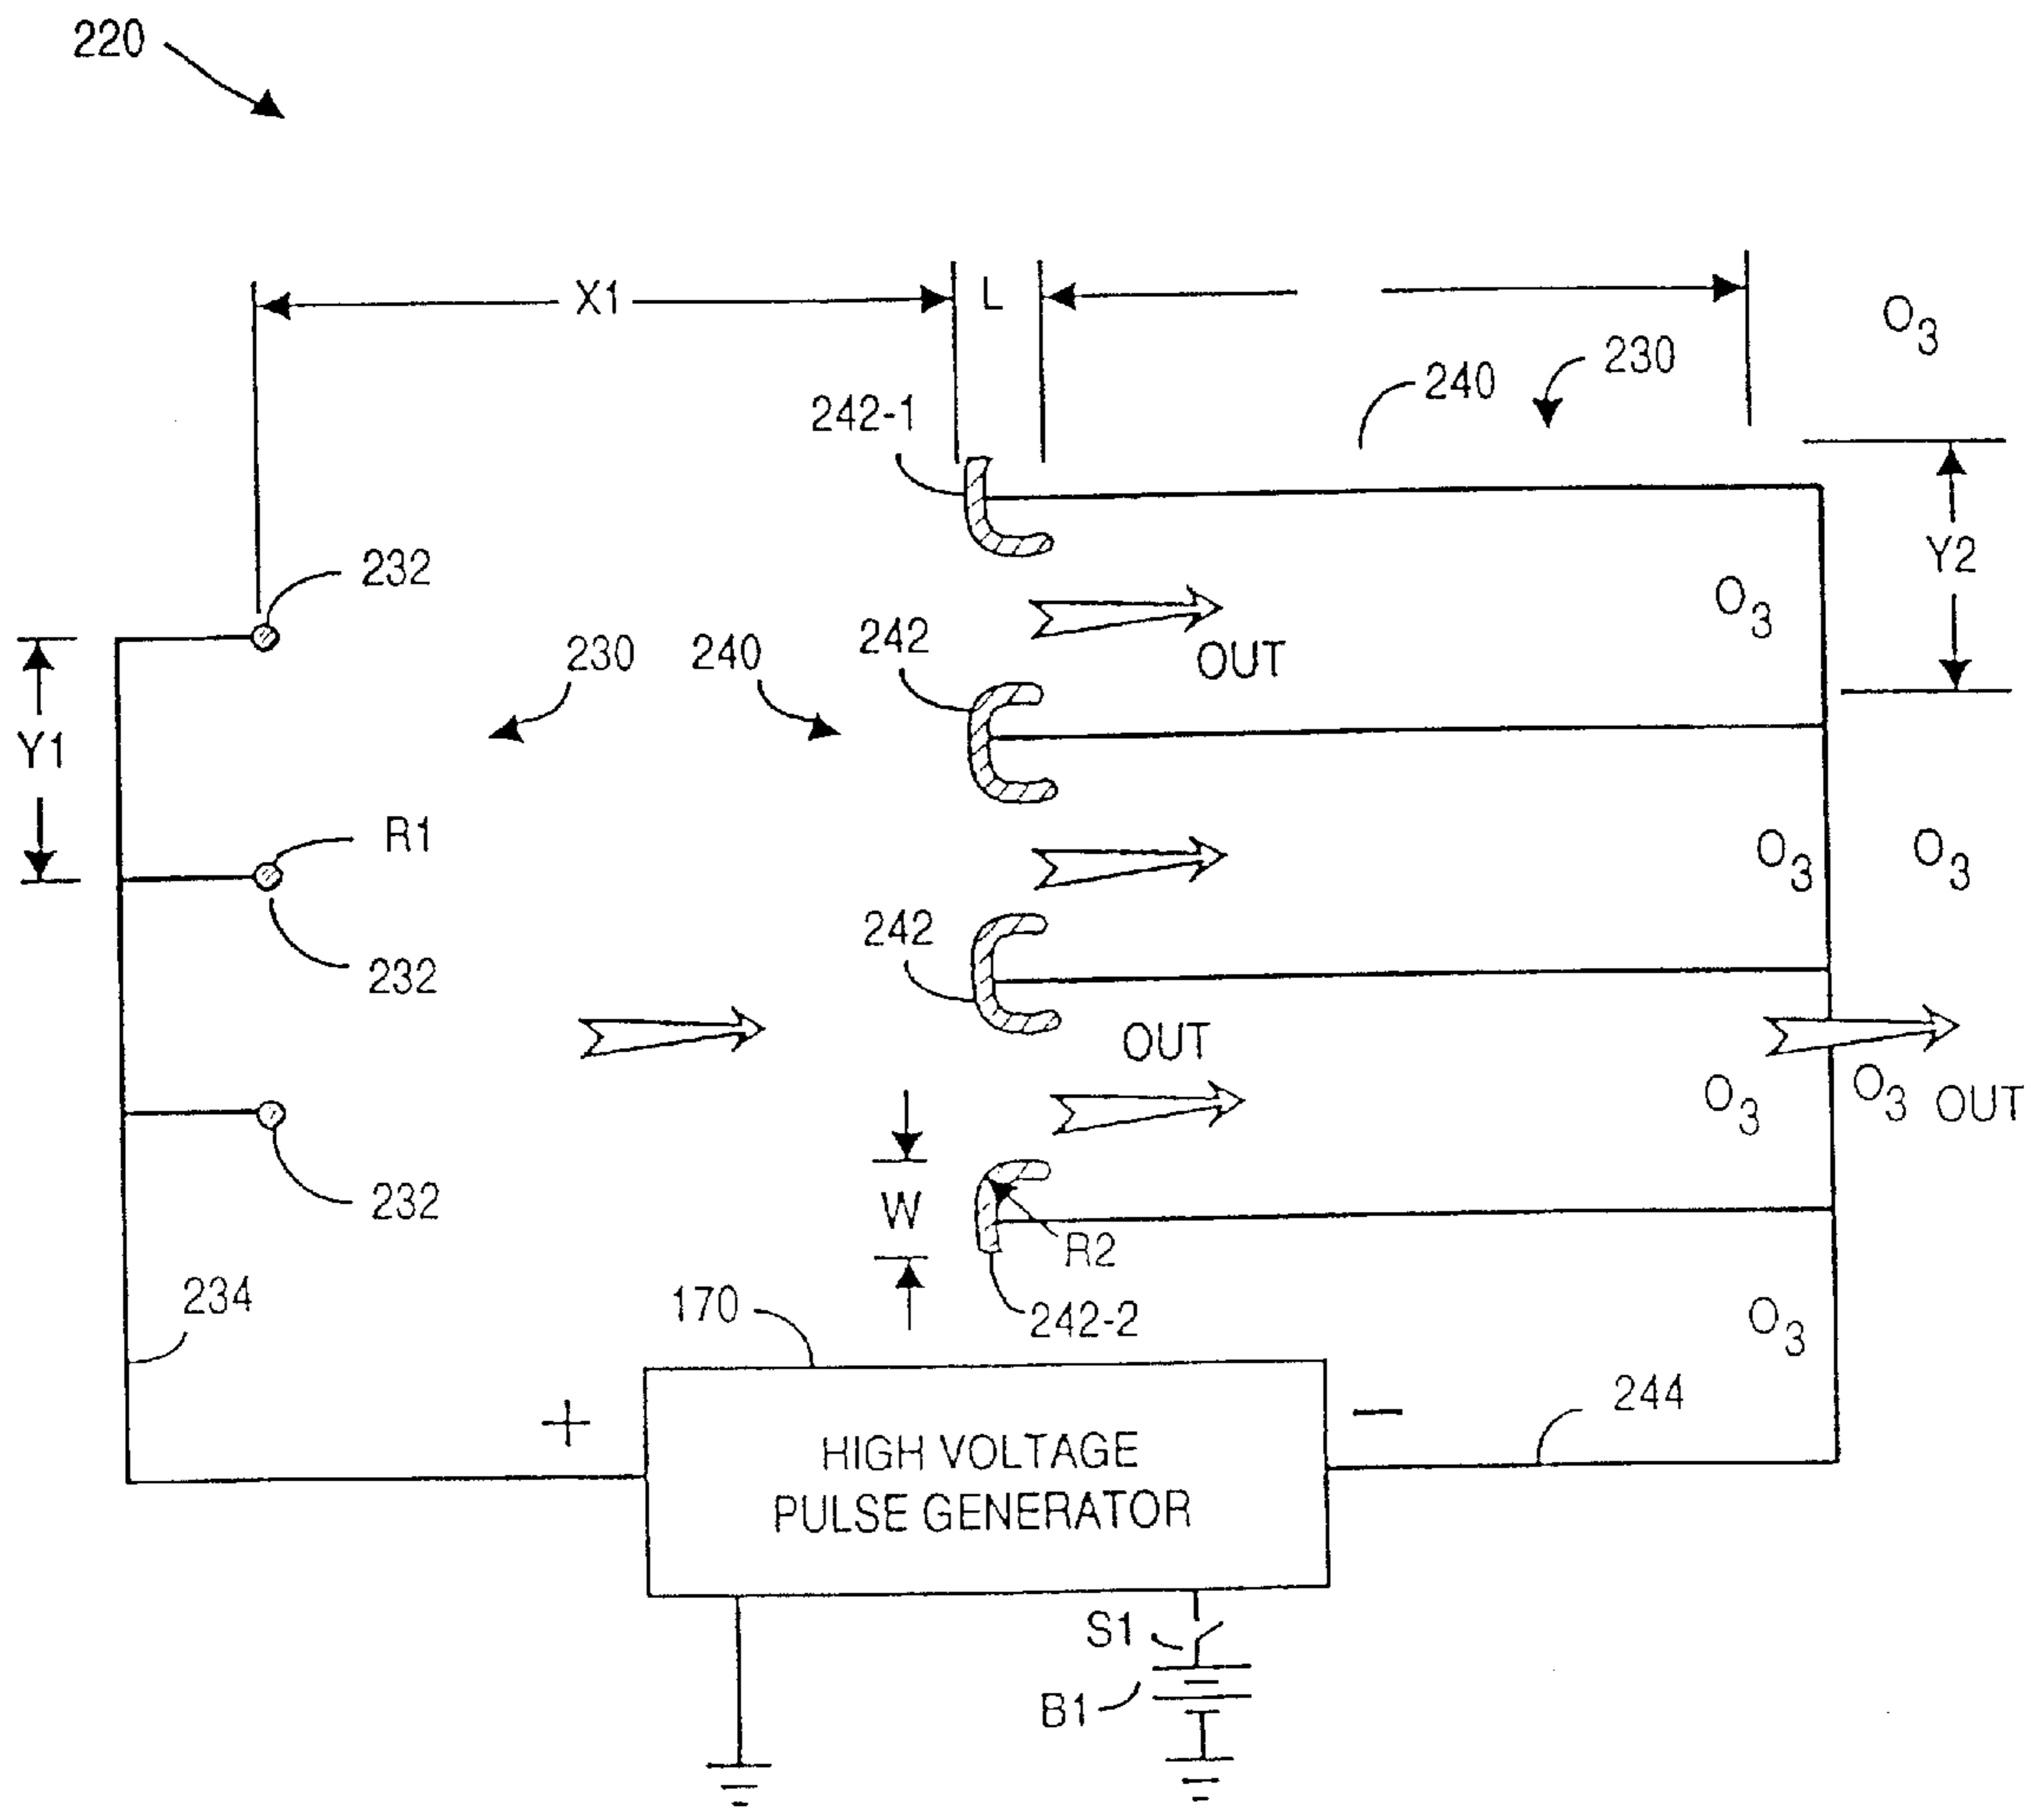 220
X1
L
O3
230
240
242-1
Y2
232
O3
242
230
240
OUT
Y1
R1
O3
O3
242
232
OUT
O3
O3
OUT
W
232
R2
234
170
242-2
O3
+
−
244
HIGH VOLTAGE
PULSE GENERATOR
S1
B1